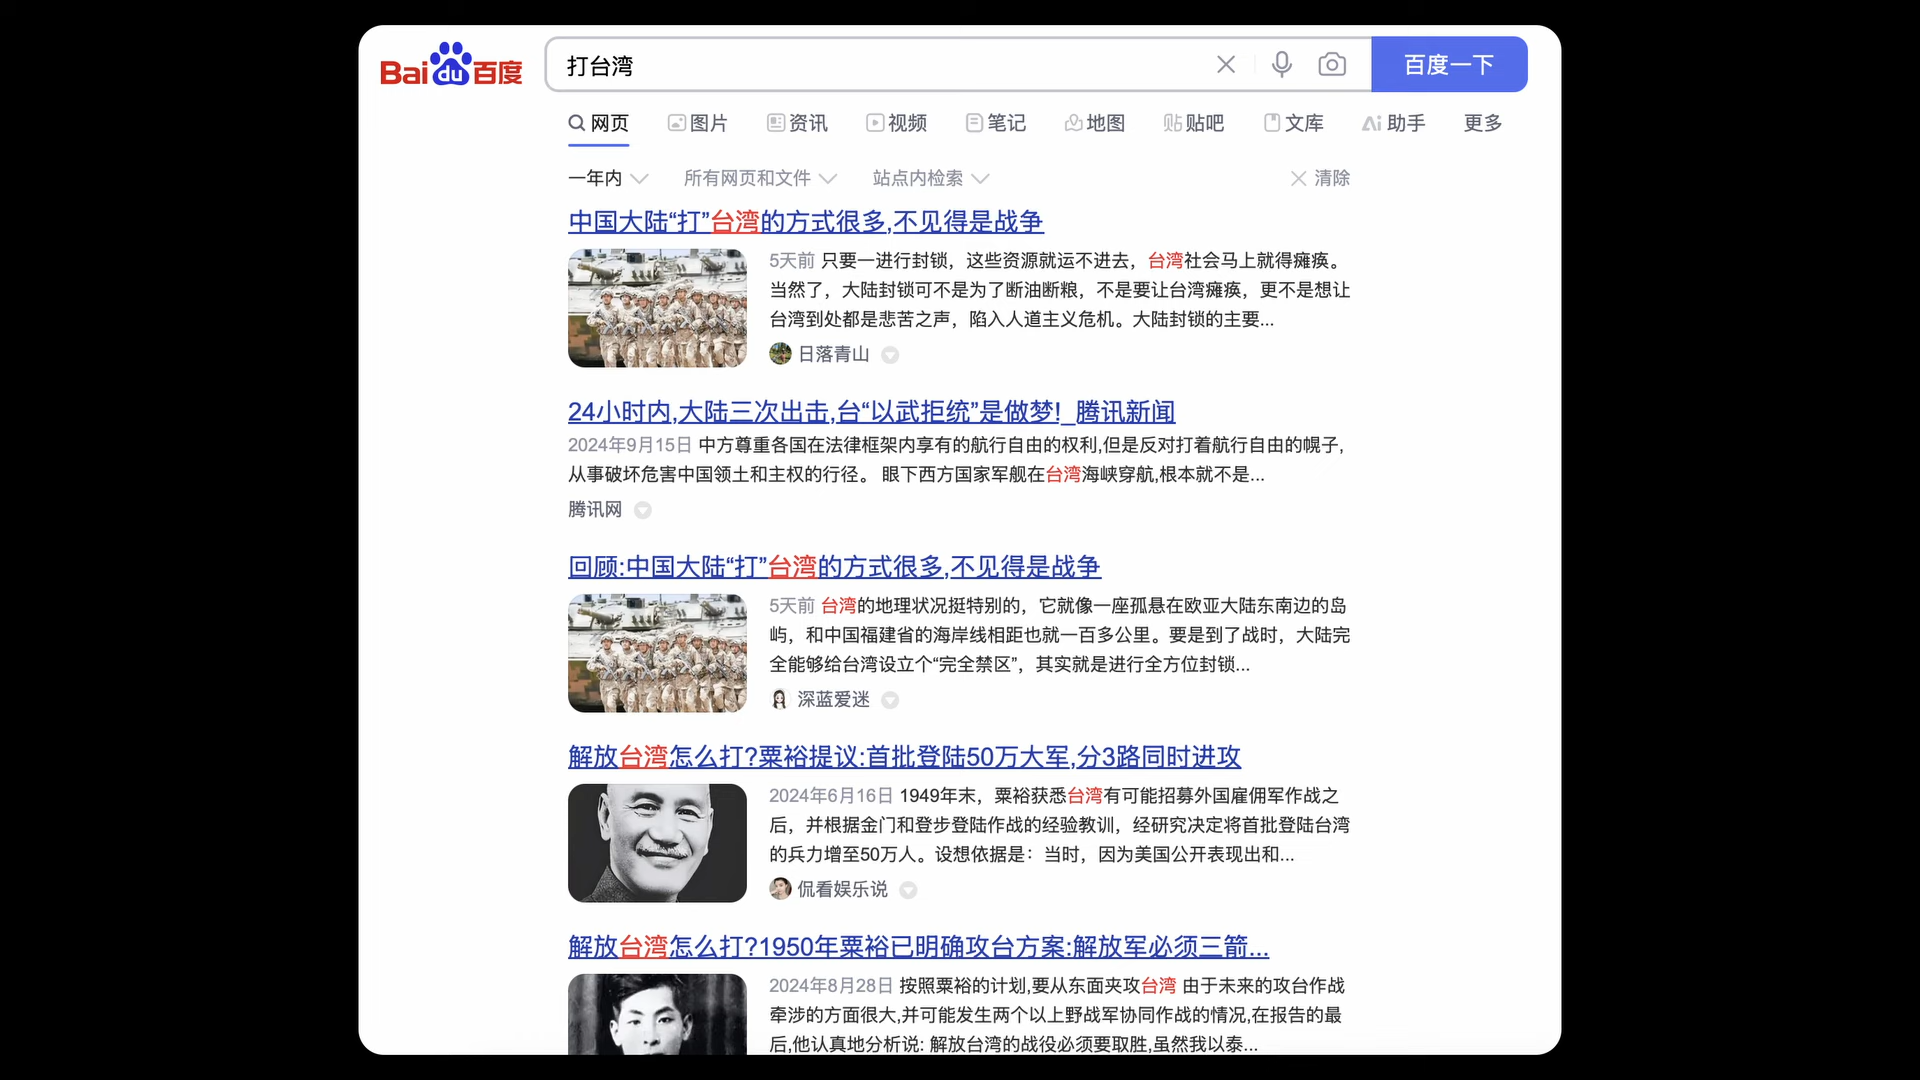 Bai du 百度
打台湾
百度一下
网页 图片 资讯 视频 笔记 地图 贴吧 文库 Ai 助手 更多
一年内 所有网页和文件 站点内检索 清除
中国大陆“打”台湾的方式很多,不见得是战争
5天前 只要一进行封锁，这些资源就运不进去，台湾社会马上就得瘫痪。
当然了，大陆封锁可不是为了断油断粮，不是要让台湾瘫痪，更不是想让
台湾到处都是悲苦之声，陷入人道主义危机。大陆封锁的主要...
日落青山
24小时内,大陆三次出击,台“以武拒统”是做梦!_腾讯新闻
2024年9月15日 中方尊重各国在法律框架内享有的航行自由的权利,但是反对打着航行自由的幌子,
从事破坏危害中国领土和主权的行径。 眼下西方国家军舰在台湾海峡穿航,根本就不是...
腾讯网
回顾:中国大陆“打”台湾的方式很多,不见得是战争
5天前 台湾的地理状况挺特别的，它就像一座孤悬在欧亚大陆东南边的岛
屿，和中国福建省的海岸线相距也就一百多公里。要是到了战时，大陆完
全能够给台湾设立个“完全禁区”，其实就是进行全方位封锁...
深蓝爱迷
解放台湾怎么打?粟裕提议:首批登陆50万大军,分3路同时进攻
2024年6月16日 1949年末，粟裕获悉台湾有可能招募外国雇佣军作战之
后，并根据金门和登步登陆作战的经验教训，经研究决定将首批登陆台湾
的兵力增至50万人。设想依据是：当时，因为美国公开表现出和...
侃看娱乐说
解放台湾怎么打?1950年粟裕已明确攻台方案:解放军必须三箭...
2024年8月28日 按照粟裕的计划,要从东面夹攻台湾 由于未来的攻台作战
牵涉的方面很大,并可能发生两个以上野战军协同作战的情况,在报告的最
后,他认真地分析说: 解放台湾的战役必须要取胜,虽然我以泰...